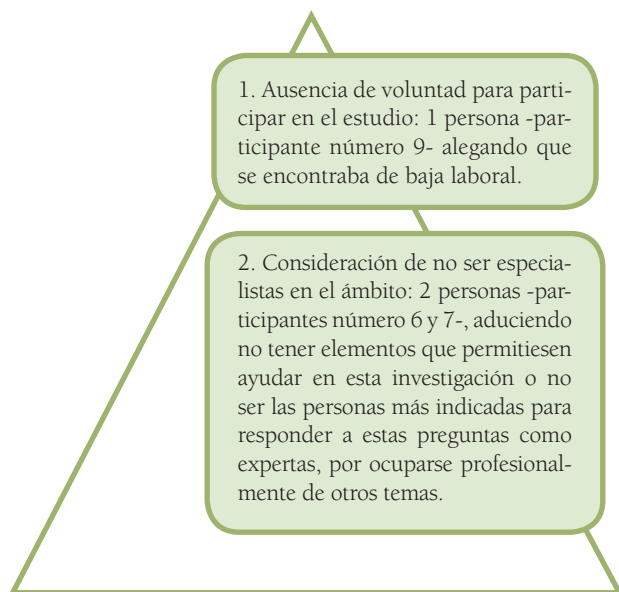 1. Ausencia de voluntad para parti-
cipar en el estudio: 1 persona -par-
ticipante número 9- alegando que
se encontraba de baja laboral.
2. Consideración de no ser especia-
listas en el ámbito: 2 personas -par-
ticipantes número 6 y 7-, aduciendo
no tener elementos que permitiesen
ayudar en esta investigación o no
ser las personas más indicadas para
responder a estas preguntas como
expertas, por ocuparse profesional-
mente de otros temas.